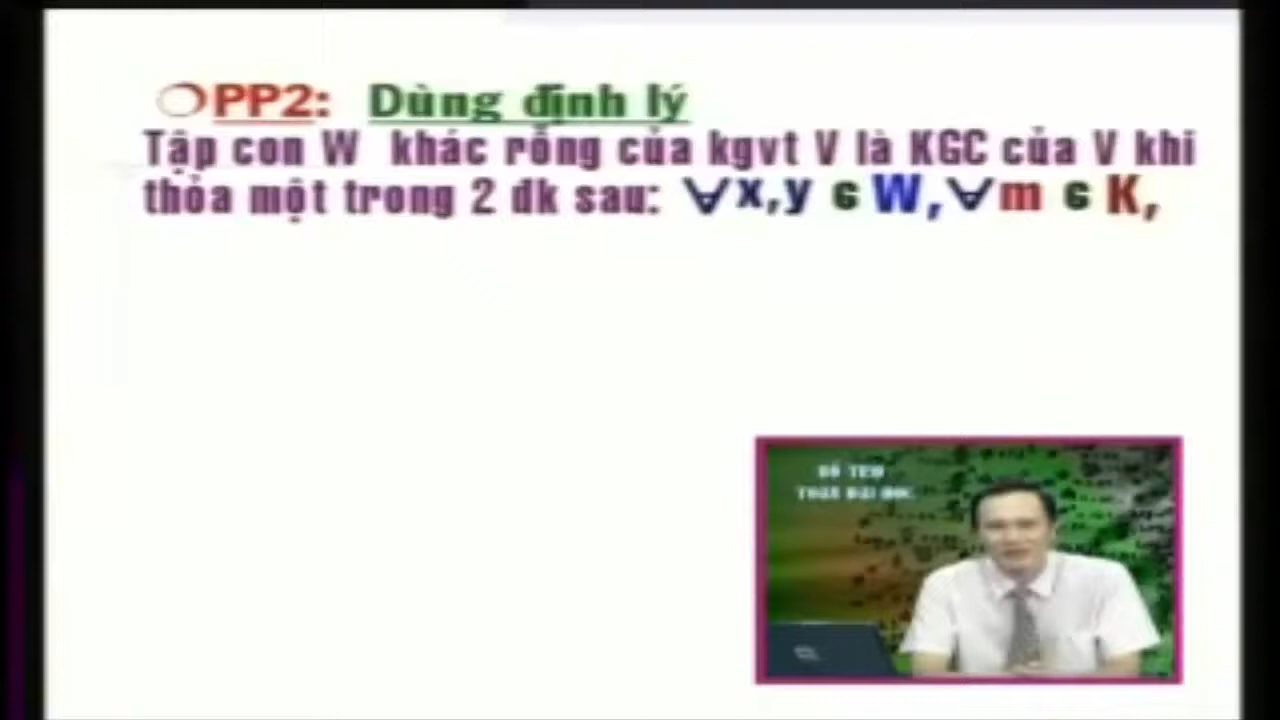 PP2: Dùng định lý
Tập con W khác rỗng của kgvt V là KGC của V khi
thỏa một trong 2 đk sau: ∀x,y ϵ W,∀m ϵ K,